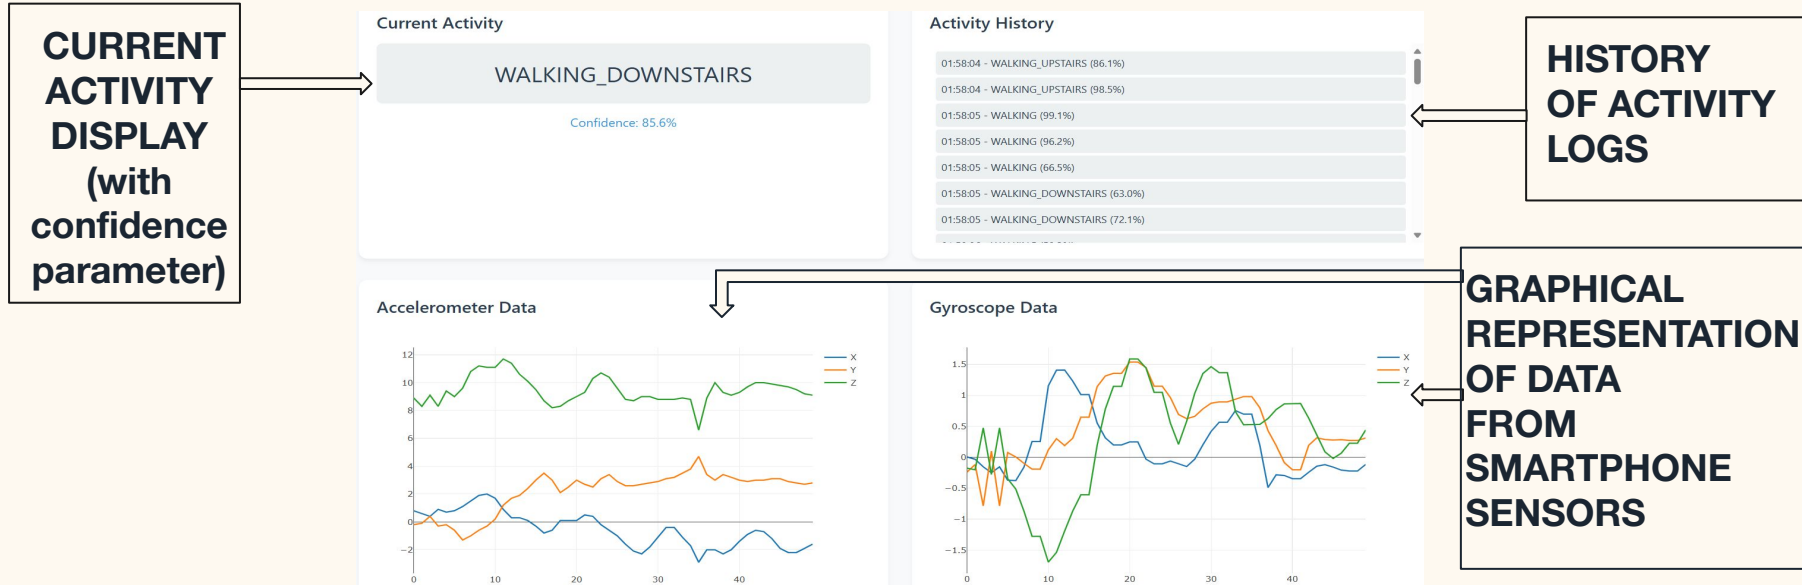 CURRENT
ACTIVITY
DISPLAY
(with
confidence
parameter)
Current Activity
WALKING_DOWNSTAIRS
Confidence: 85.6%
Activity History
01:58:04 - WALKING_UPSTAIRS (86.1%)
01:58:04 - WALKING_UPSTAIRS (98.5%)
01:58:05 - WALKING (99.1%)
01:58:05 - WALKING (96.2%)
01:58:05 - WALKING (66.5%)
01:58:05 - WALKING_DOWNSTAIRS (63.0%)
01:58:05 - WALKING_DOWNSTAIRS (72.1%)
HISTORY
OF ACTIVITY
LOGS
Accelerometer Data
12
10
8
6
4
2
0
−2
0 10 20 30 40
X
Y
Z
Gyroscope Data
1.5
1
0.5
0
−0.5
−1
−1.5
0 10 20 30 40
X
Y
Z
GRAPHICAL
REPRESENTATION
OF DATA
FROM
SMARTPHONE
SENSORS